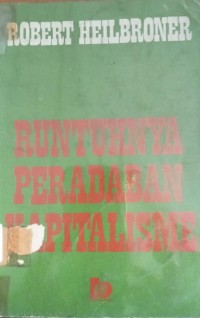 ROBERT HEILBRONER
RUNTUHNYA
PERADABAN
KAPITALISME